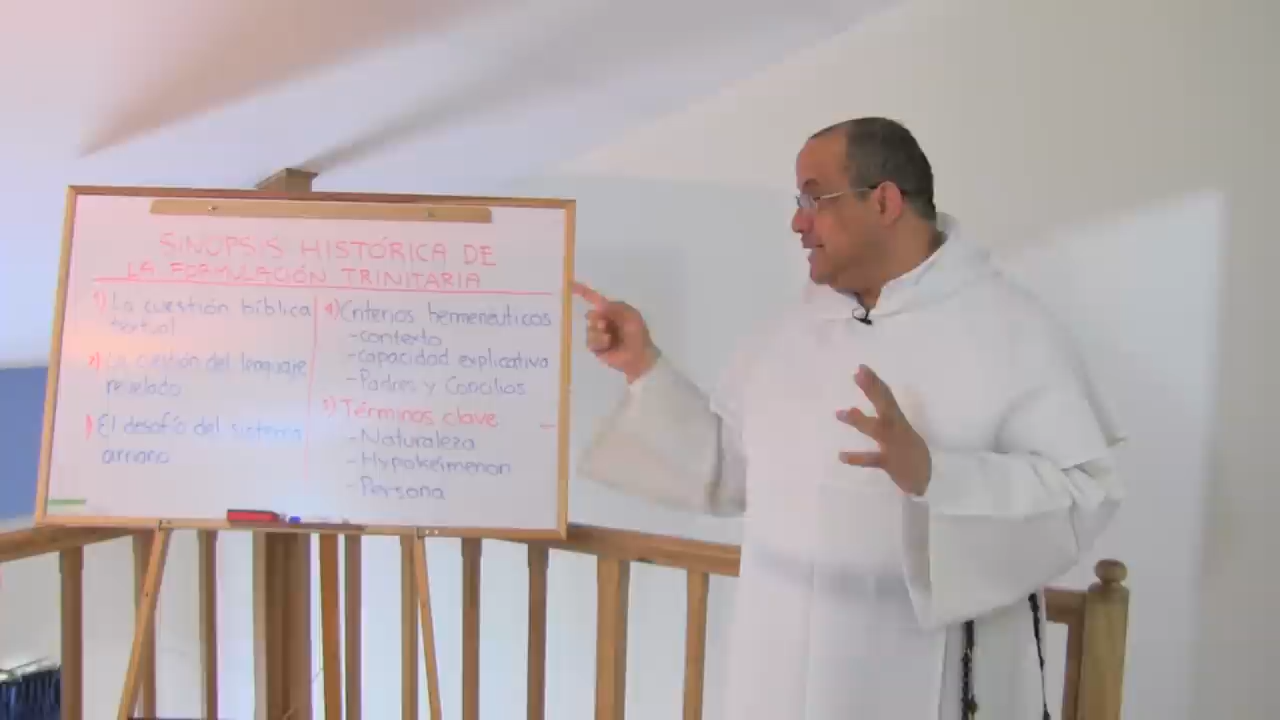 SINOPSIS HISTÓRICA DE
LA FORMULACIÓN TRINITARIA
1) La cuestión bíblica
textual
2) La cuestión del lenguaje
revelado
3) El desafío del sistema
arriano
4) Criterios hermenéuticos
- contexto
- capacidad explicativa
- Padres y Concilios
5) Términos clave
- Naturaleza
- Hypokeímenon
- Persona